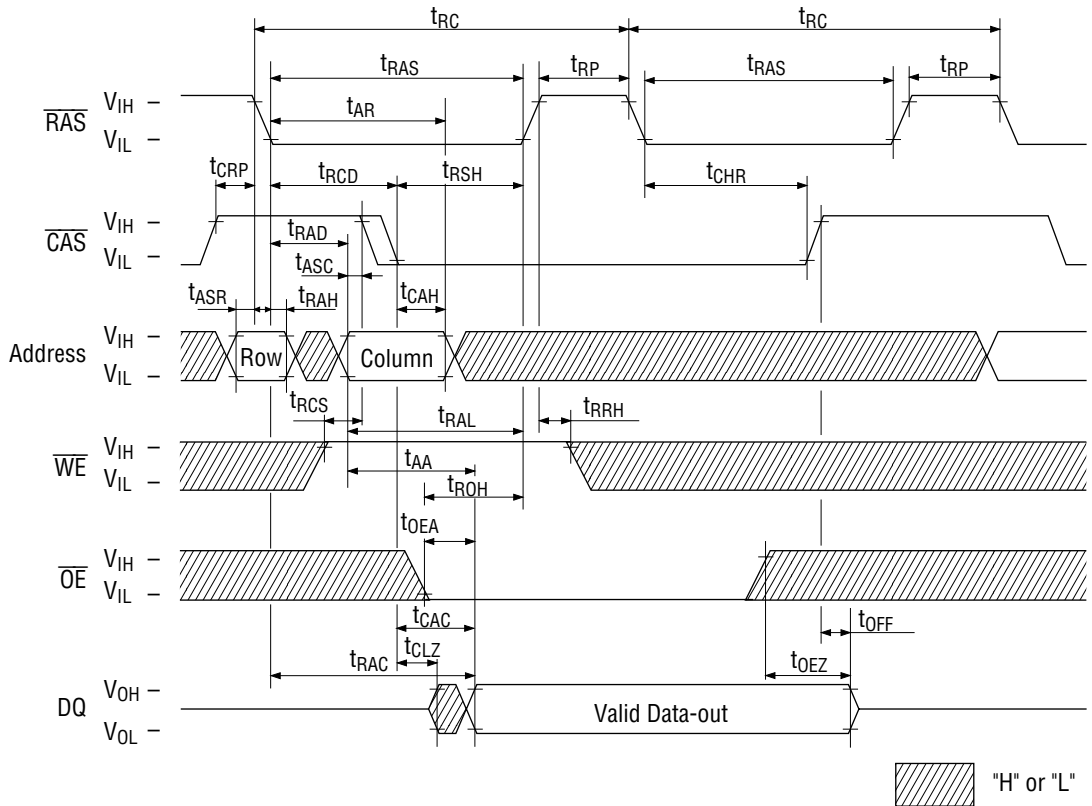 tRC tRC
tRAS tRP tRAS tRP
VIH
RAS
VIL
tAR
tCRP tRCD tRSH tCHR
VIH
CAS
VIL
tRAD
tASC
tASR tRAH tCAH
VIH
Address Row Column
VIL
tRCS tRAL tRRH
VIH
WE
VIL
tAA
tROH
tOEA
VIH
OE
VIL
tCAC tOFF
tRAC tCLZ tOEZ
VOH
DQ Valid Data-out
VOL
"H" or "L"